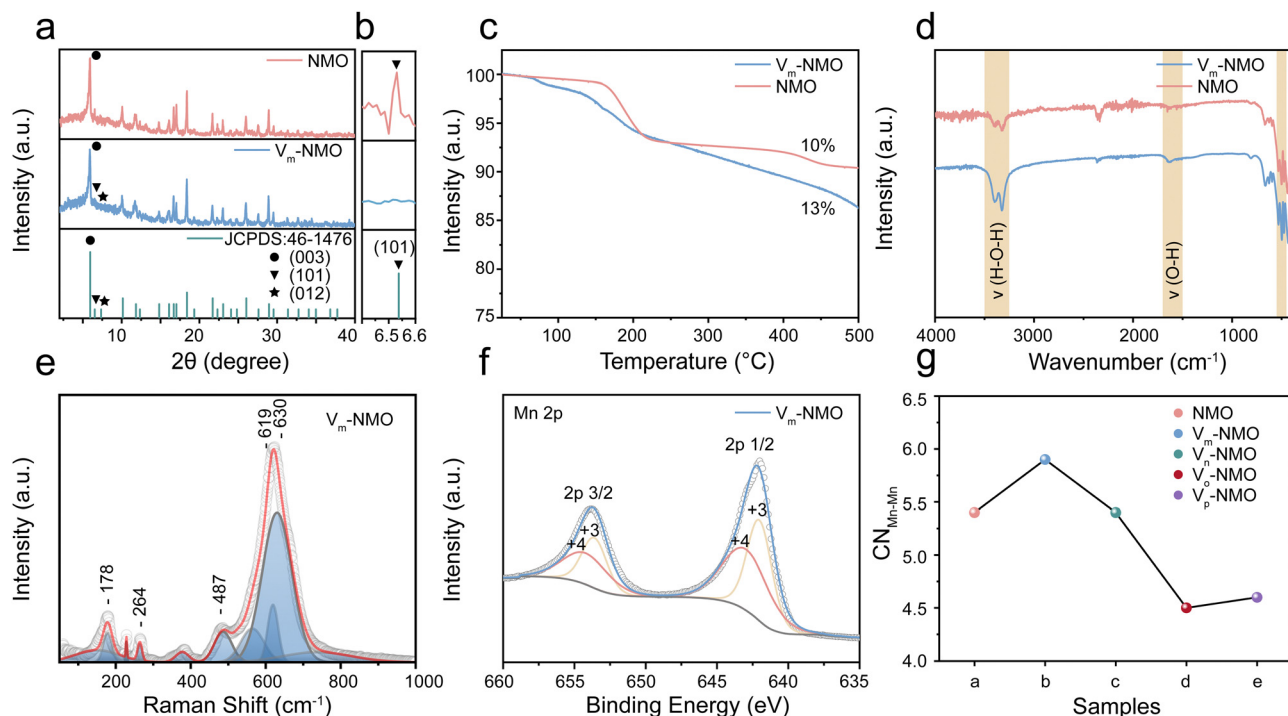 a
NMO
Vm-NMO
JCPDS:46-1476
(003)
(101)
(012)
10 20 30 40
2θ (degree)
Intensity (a.u.)
b
(101)
6.5 6.6
c
Vm-NMO
NMO
10%
13%
100
95
90
85
80
75
0 100 200 300 400 500
Temperature (°C)
Intensity (a.u.)
d
Vm-NMO
NMO
ν (H-O-H)
ν (O-H)
4000 3000 2000 1000
Wavenumber (cm-1)
Intensity (a.u.)
e
Vm-NMO
- 178
- 264
- 487
- 619
- 630
200 400 600 800 1000
Raman Shift (cm-1)
Intensity (a.u.)
f
Mn 2p
Vm-NMO
2p 1/2
2p 3/2
+3
+4
+3
+4
660 655 650 645 640 635
Binding Energy (eV)
Intensity (a.u.)
g
NMO
Vm-NMO
Vn-NMO
Vo-NMO
Vp-NMO
6.5
6.0
5.5
5.0
4.5
4.0
a b c d e
Samples
CNMn-Mn